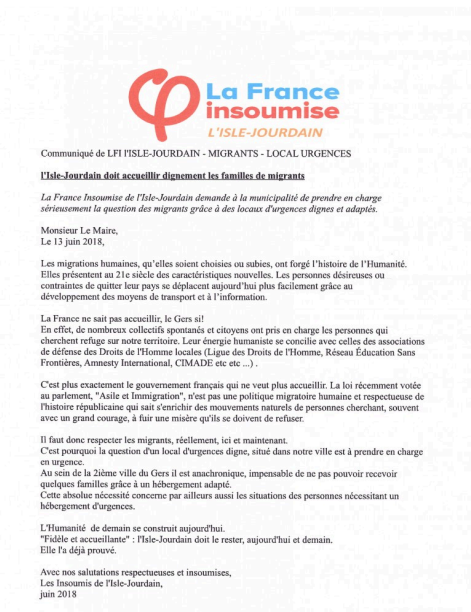 La France
insoumise
L'ISLE-JOURDAIN
Communiqué de LFI l'ISLE-JOURDAIN - MIGRANTS - LOCAL URGENCES
l'Isle-Jourdain doit accueillir dignement les familles de migrants
La France Insoumise de l'Isle-Jourdain demande à la municipalité de prendre en charge
sérieusement la question des migrants grâce à des locaux d'urgences dignes et adaptés.
Monsieur Le Maire,
Le 13 juin 2018,
Les migrations humaines, qu'elles soient choisies ou subies, ont forgé l'histoire de l'Humanité.
Elles présentent au 21e siècle des caractéristiques nouvelles. Les personnes désireuses ou
contraintes de quitter leur pays se déplacent aujourd'hui plus facilement grâce au
développement des moyens de transport et à l'information.
La France ne sait pas accueillir, le Gers si!
En effet, de nombreux collectifs spontanés et citoyens ont pris en charge les personnes qui
cherchent refuge sur notre territoire. Leur énergie humaniste se concilie avec celles des associations
de défense des Droits de l'Homme locales (Ligue des Droits de l'Homme, Réseau Éducation Sans
Frontières, Amnesty International, CIMADE etc etc ...) .
C'est plus exactement le gouvernement français qui ne veut plus accueillir. La loi récemment votée
au parlement, "Asile et Immigration", n'est pas une politique migratoire humaine et respectueuse de
l'histoire républicaine qui sait s'enrichir des mouvements naturels de personnes cherchant, souvent
avec un grand courage, à fuir une misère qu'ils se doivent de refuser.
Il faut donc respecter les migrants, réellement, ici et maintenant.
C'est pourquoi la question d'un local d'urgences digne, situé dans notre ville est à prendre en charge
en urgence.
Au sein de la 2ième ville du Gers il est anachronique, impensable de ne pas pouvoir recevoir
quelques familles grâce à un hébergement adapté.
Cette absolue nécessité concerne par ailleurs aussi les situations des personnes nécessitant un
hébergement d'urgences.
L'Humanité de demain se construit aujourd'hui.
"Fidèle et accueillante" : l'Isle-Jourdain doit le rester, aujourd'hui et demain.
Elle l'a déjà prouvé.
Avec nos salutations respectueuses et insoumises,
Les Insoumis de l'Isle-Jourdain,
juin 2018